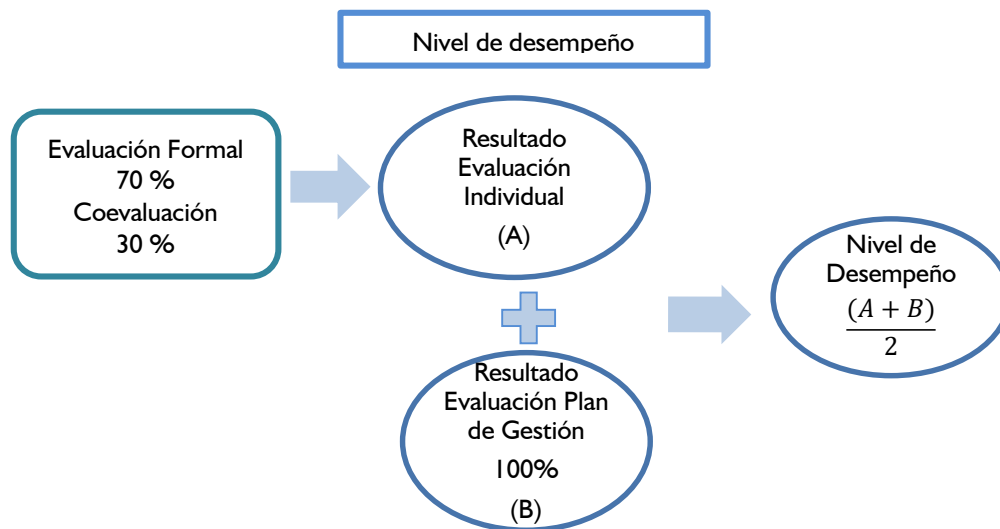 Nivel de desempeño
Evaluación Formal
70 %
Coevaluación
30 %
Resultado
Evaluación
Individual
(A)
Resultado
Evaluación Plan
de Gestión
100%
(B)
Nivel de
Desempeño
(A + B)
2